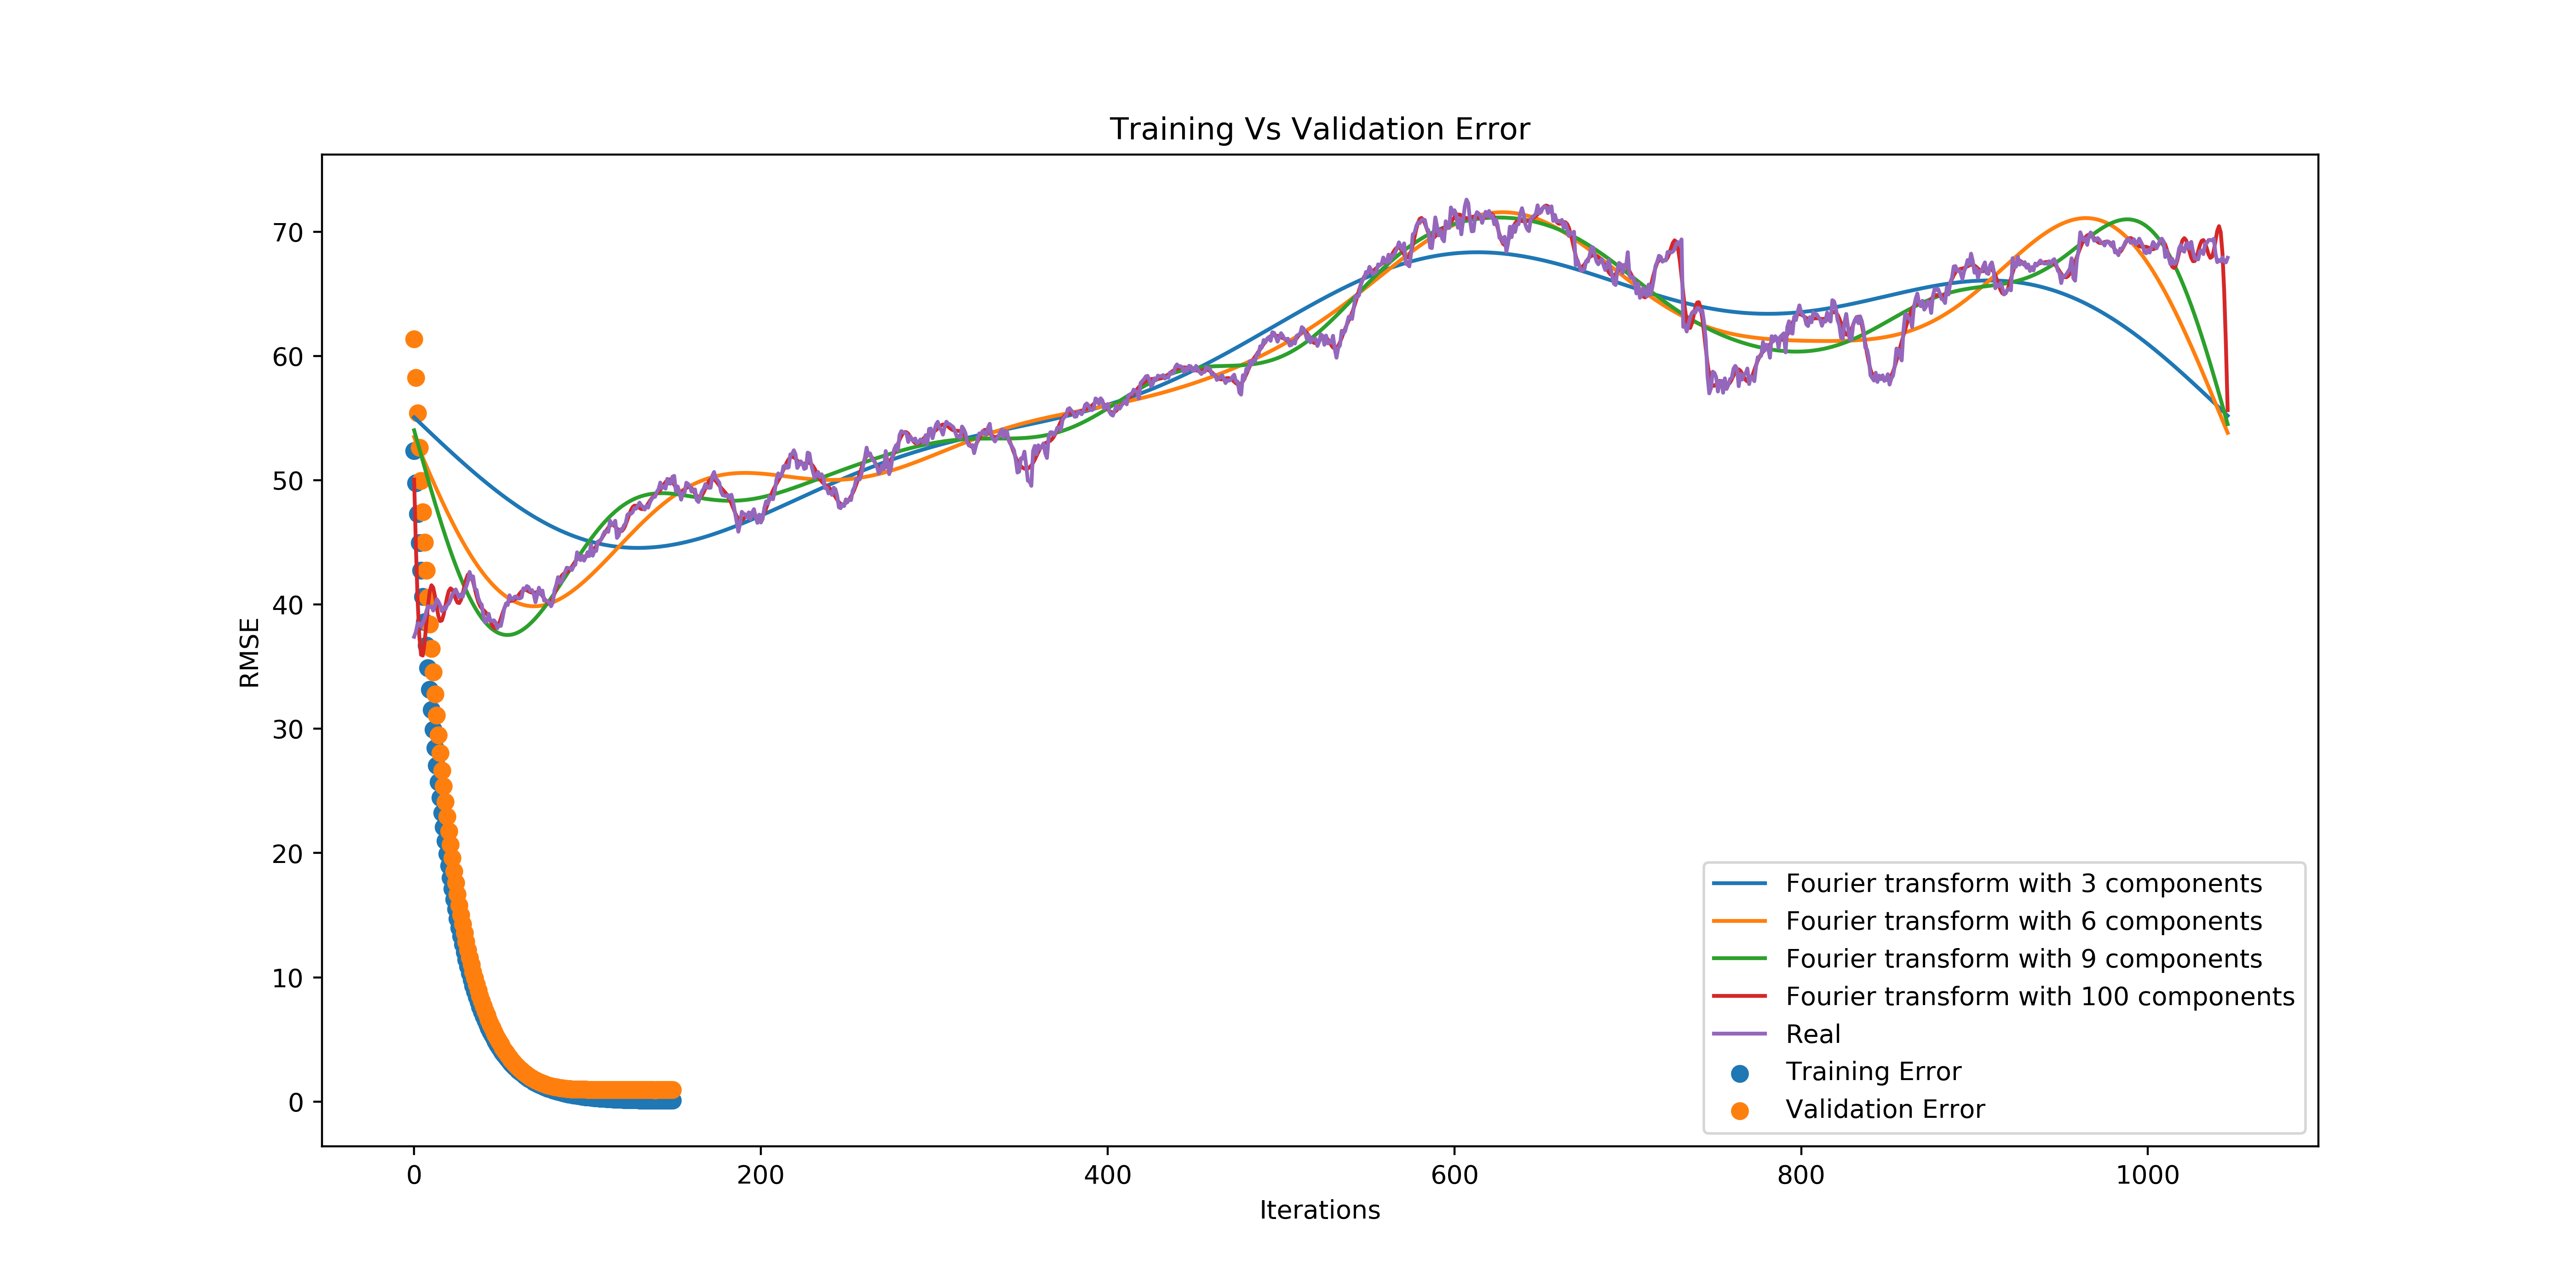 Training Vs Validation Error
RMSE
70
60
50
40
30
20
10
0
0 200 400 600 800 1000
Iterations
Fourier transform with 3 components
Fourier transform with 6 components
Fourier transform with 9 components
Fourier transform with 100 components
Real
Training Error
Validation Error